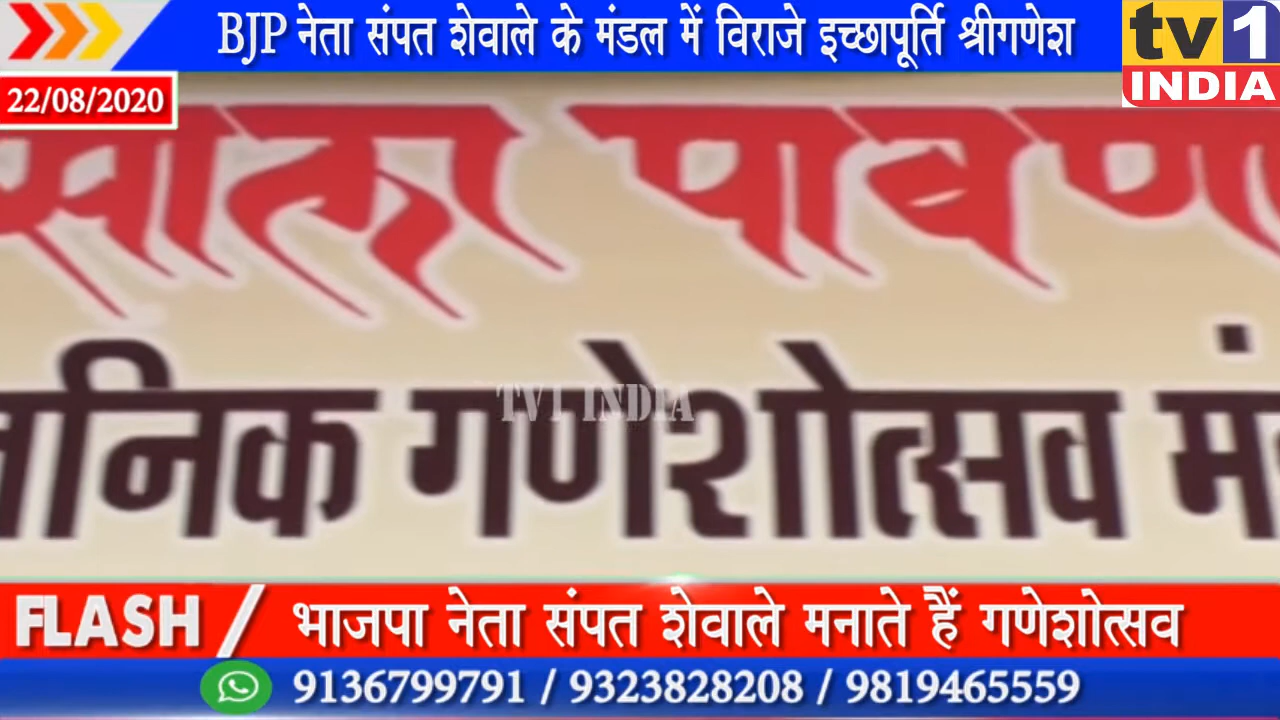 BJP नेता संपत शेवाले के मंडल में विराजे इच्छापूर्ति श्रीगणेश
tv1
INDIA
22/08/2020
गणेशोत्सव
TV1 INDIA
FLASH / भाजपा नेता संपत शेवाले मनाते हैं गणेशोत्सव
9136799791 / 9323828208 / 9819465559